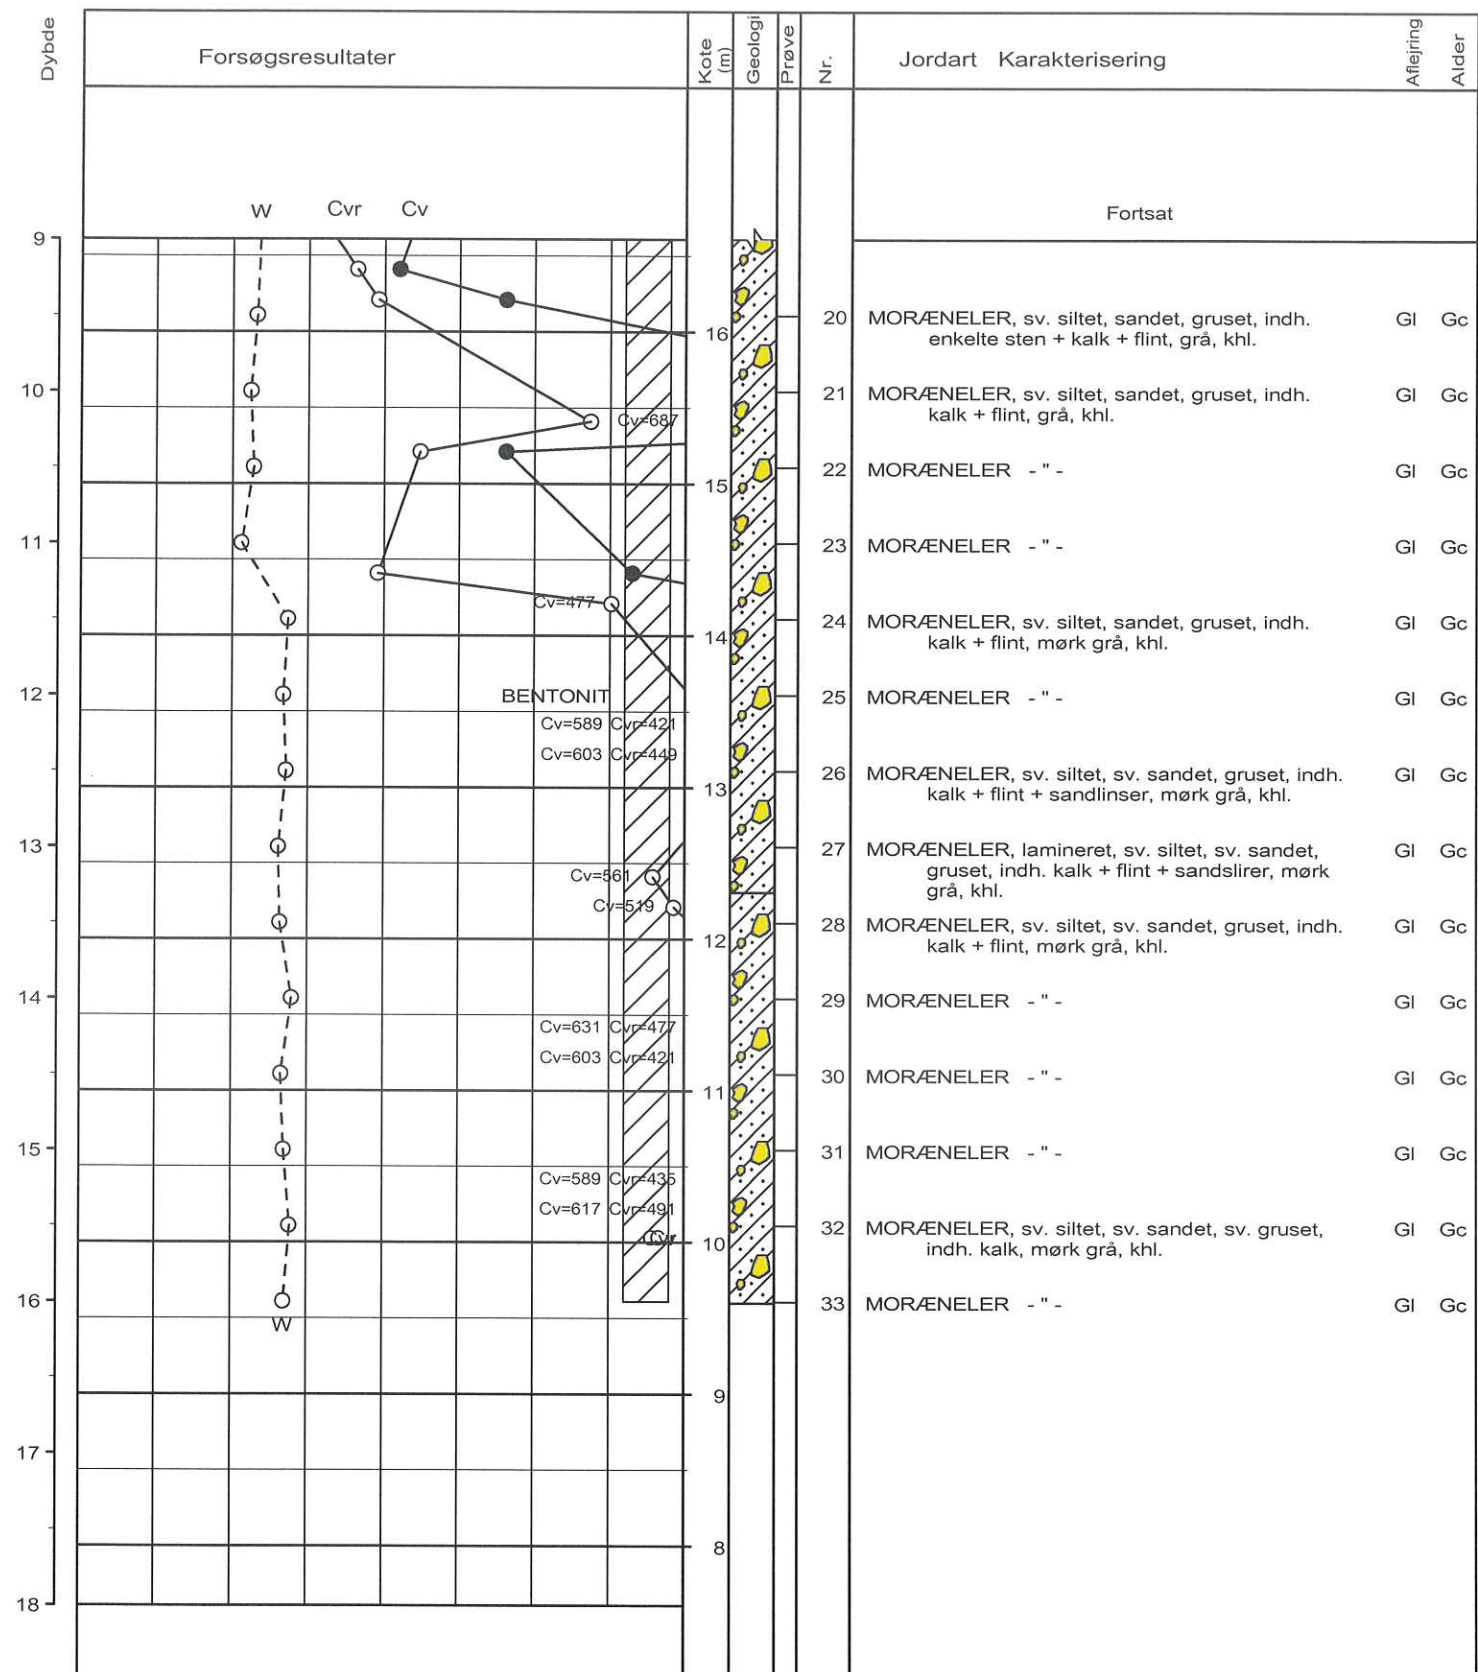 Dybde
Forsøgsresultater
Kote
(m)
Geologi
Prøve
Nr.
Jordart Karakterisering
Aflejring
Alder
W Cvr Cv
Fortsat
9
16
20 MORÆNELER, sv. siltet, sandet, gruset, indh. Gl Gc
enkelte sten + kalk + flint, grå, khl.
10
21 MORÆNELER, sv. siltet, sandet, gruset, indh. Gl Gc
kalk + flint, grå, khl.
Cv=687
15
22 MORÆNELER - " - Gl Gc
11
23 MORÆNELER - " - Gl Gc
Cv=477
14
24 MORÆNELER, sv. siltet, sandet, gruset, indh. Gl Gc
kalk + flint, mørk grå, khl.
12
BENTONIT
25 MORÆNELER - " - Gl Gc
Cv=589 Cvr=421
Cv=603 Cvr=449
13
26 MORÆNELER, sv. siltet, sv. sandet, gruset, indh. Gl Gc
kalk + flint + sandlinser, mørk grå, khl.
13
27 MORÆNELER, lamineret, sv. siltet, sv. sandet, Gl Gc
gruset, indh. kalk + flint + sandslirer, mørk
grå, khl.
Cv=561
Cv=519
12
28 MORÆNELER, sv. siltet, sv. sandet, gruset, indh. Gl Gc
kalk + flint, mørk grå, khl.
14
29 MORÆNELER - " - Gl Gc
Cv=631 Cvr=477
Cv=603 Cvr=421
11
30 MORÆNELER - " - Gl Gc
15
31 MORÆNELER - " - Gl Gc
Cv=589 Cvr=435
Cv=617 Cvr=491
Cvr
10
32 MORÆNELER, sv. siltet, sv. sandet, sv. gruset, Gl Gc
indh. kalk, mørk grå, khl.
16
33 MORÆNELER - " - Gl Gc
W
9
17
8
18